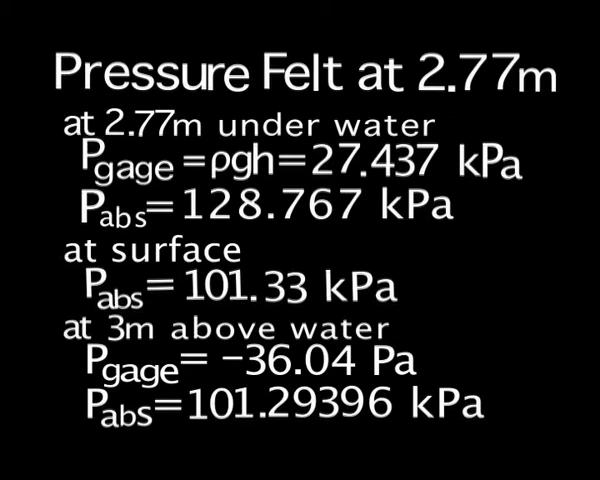 Pressure Felt at 2.77m
at 2.77m under water
Pgage=ρgh=27.437 kPa
Pabs=128.767 kPa
at surface
Pabs=101.33 kPa
at 3m above water
Pgage= −36.04 Pa
Pabs=101.29396 kPa